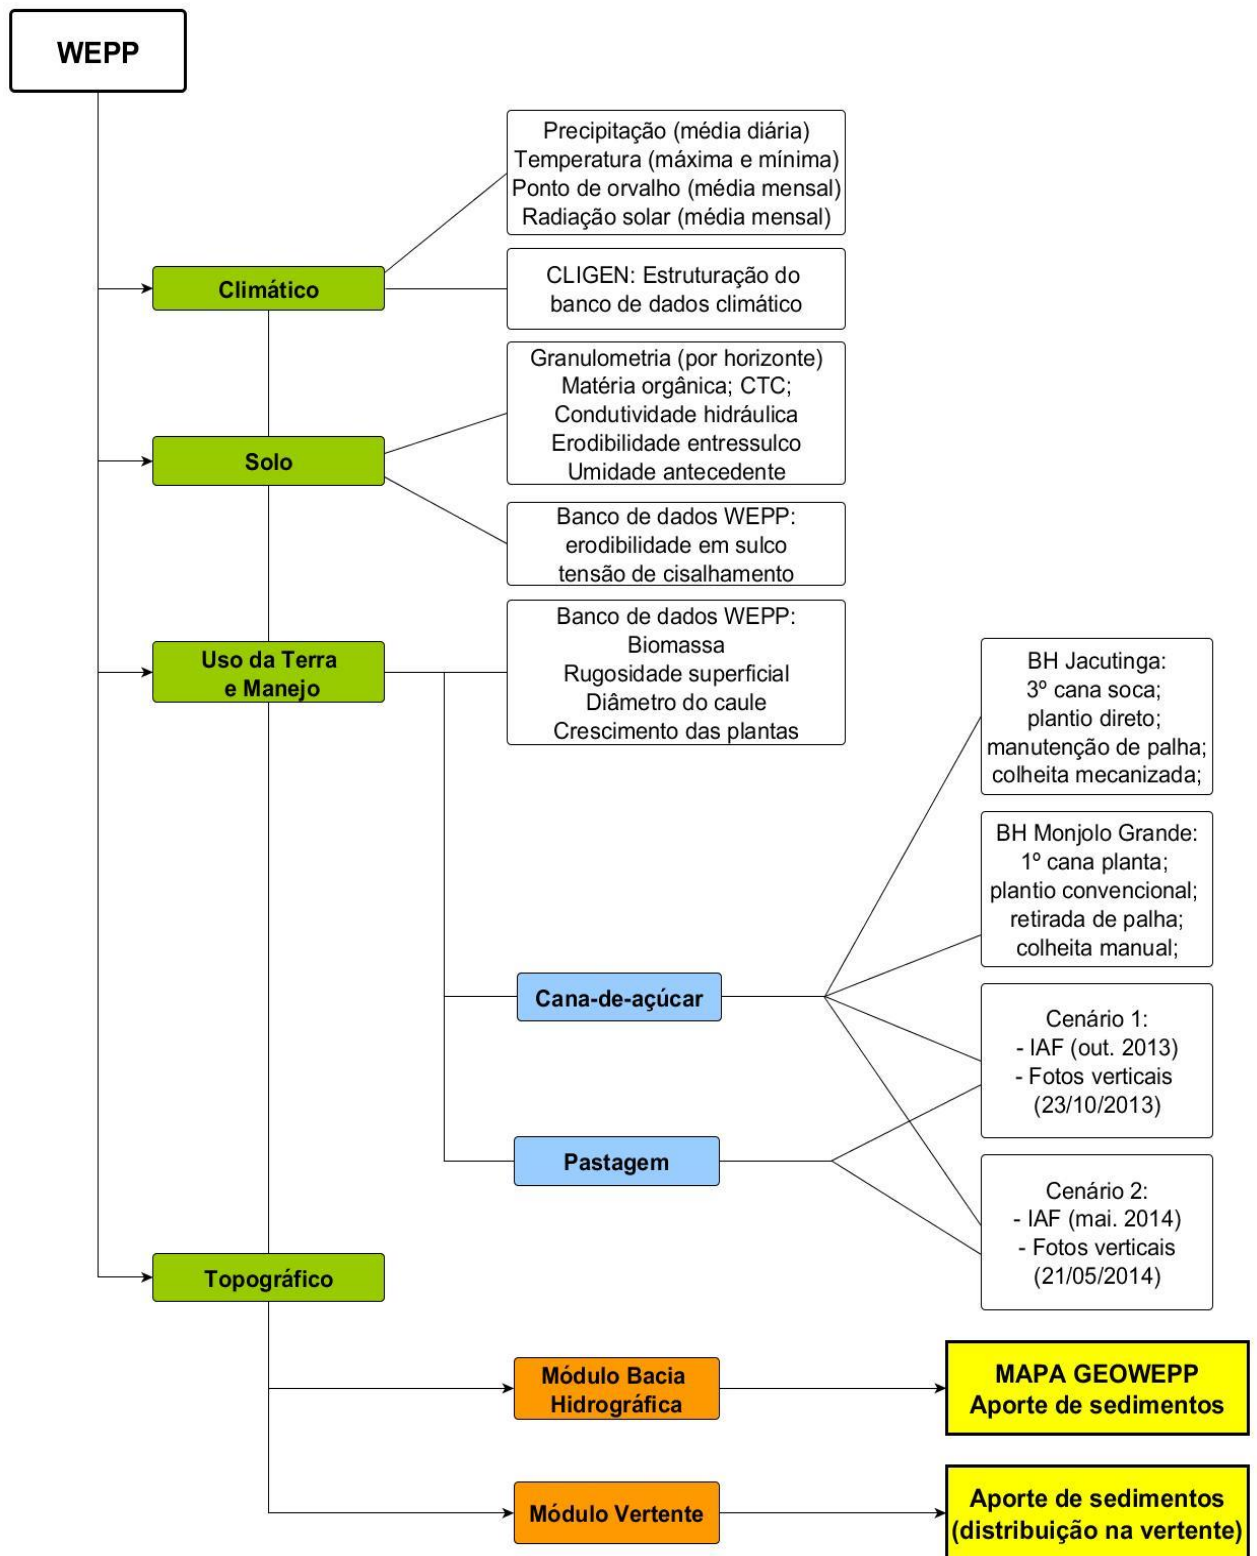 WEPP
Precipitação (média diária)
Temperatura (máxima e mínima)
Ponto de orvalho (média mensal)
Radiação solar (média mensal)
Climático
CLIGEN: Estruturação do
banco de dados climático
Granulometria (por horizonte)
Matéria orgânica; CTC;
Condutividade hidráulica
Erodibilidade entressulco
Umidade antecedente
Solo
Banco de dados WEPP:
erodibilidade em sulco
tensão de cisalhamento
Uso da Terra
e Manejo
Banco de dados WEPP:
Biomassa
Rugosidade superficial
Diâmetro do caule
Crescimento das plantas
BH Jacutinga:
3º cana soca;
plantio direto;
manutenção de palha;
colheita mecanizada;
BH Monjolo Grande:
1º cana planta;
plantio convencional;
retirada de palha;
colheita manual;
Cana-de-açúcar
Cenário 1:
- IAF (out. 2013)
- Fotos verticais
(23/10/2013)
Pastagem
Cenário 2:
- IAF (mai. 2014)
- Fotos verticais
(21/05/2014)
Topográfico
Módulo Bacia
Hidrográfica
MAPA GEOWEPP
Aporte de sedimentos
Módulo Vertente
Aporte de sedimentos
(distribuição na vertente)